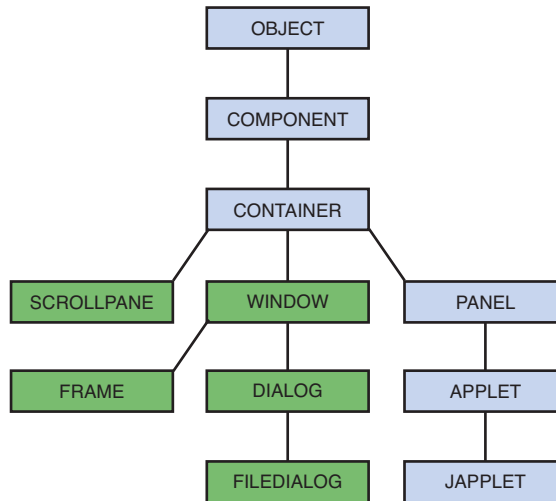 OBJECT
COMPONENT
CONTAINER
SCROLLPANE
WINDOW
PANEL
FRAME
DIALOG
APPLET
FILEDIALOG
JAPPLET